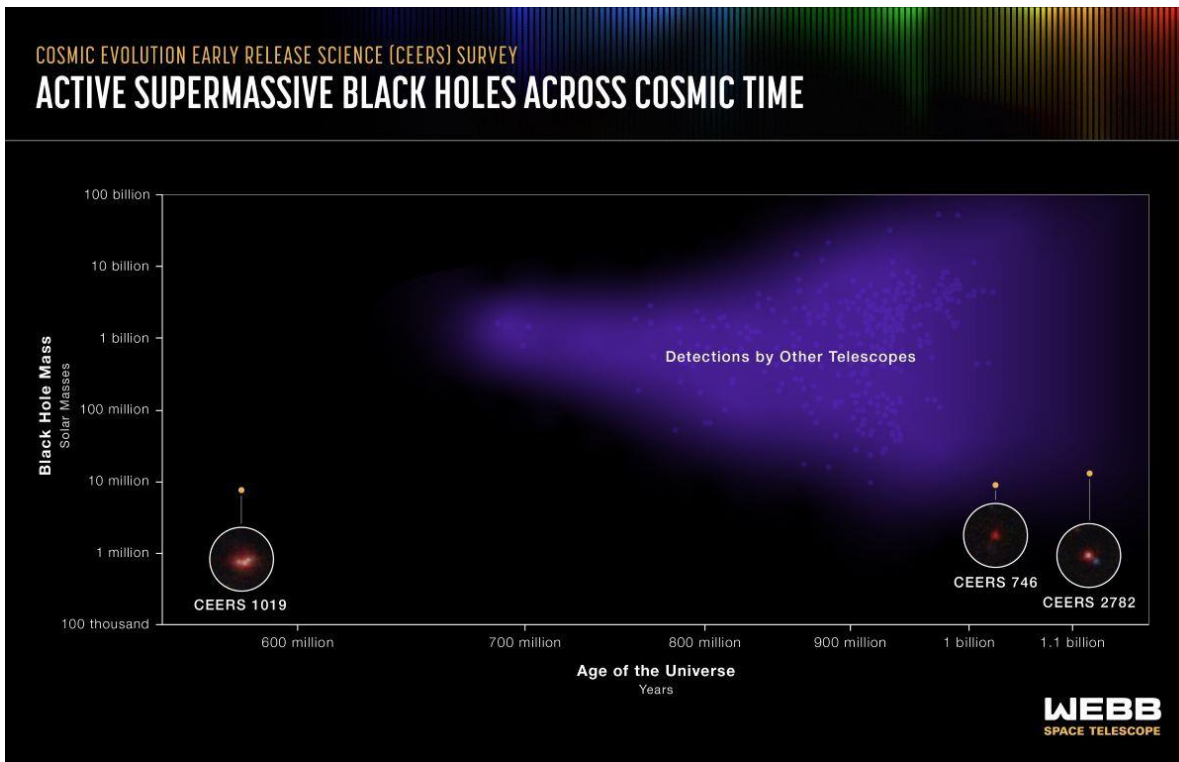 COSMIC EVOLUTION EARLY RELEASE SCIENCE (CEERS) SURVEY
ACTIVE SUPERMASSIVE BLACK HOLES ACROSS COSMIC TIME
100 billion
10 billion
1 billion
100 million
10 million
1 million
100 thousand
Black Hole Mass
Solar Masses
Detections by Other Telescopes
CEERS 1019
CEERS 746
CEERS 2782
600 million
700 million
800 million
900 million
1 billion
1.1 billion
Age of the Universe
Years
WEBB
SPACE TELESCOPE